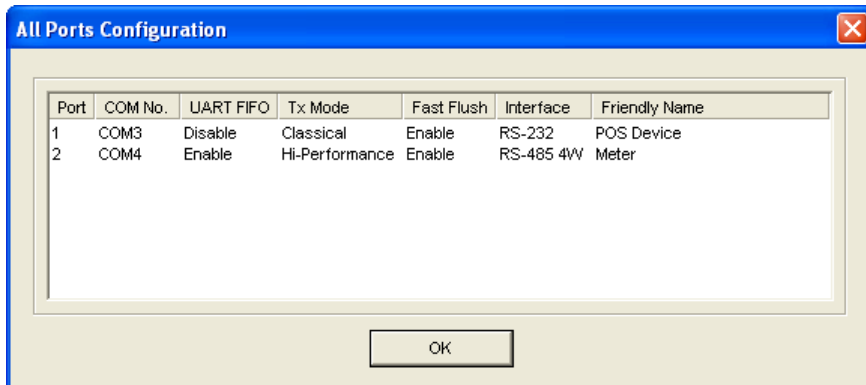 All Ports Configuration
Port COM No. UART FIFO Tx Mode Fast Flush Interface Friendly Name
1 COM3 Disable Classical Enable RS-232 POS Device
2 COM4 Enable Hi-Performance Enable RS-485 4W Meter
OK